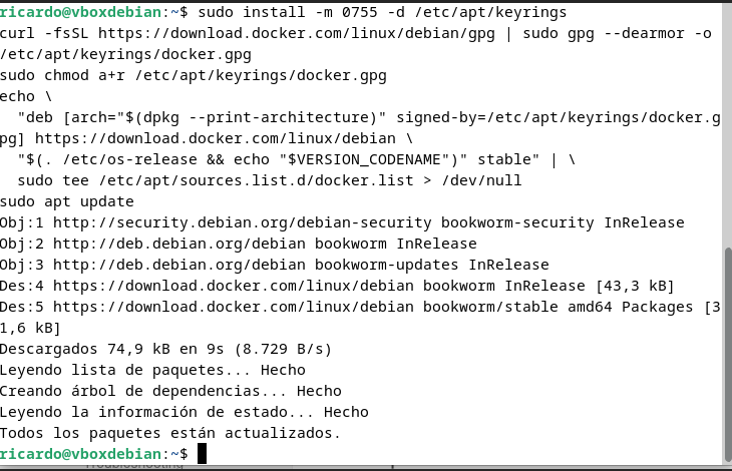 ricardo@vboxdebian:~$ sudo install -m 0755 -d /etc/apt/keyrings
curl -fsSL https://download.docker.com/linux/debian/gpg | sudo gpg --dearmor -o
/etc/apt/keyrings/docker.gpg
sudo chmod a+r /etc/apt/keyrings/docker.gpg
echo \
  "deb [arch="$(dpkg --print-architecture)" signed-by=/etc/apt/keyrings/docker.g
pg] https://download.docker.com/linux/debian \
  "$(. /etc/os-release && echo "$VERSION_CODENAME")" stable" | \
  sudo tee /etc/apt/sources.list.d/docker.list > /dev/null
sudo apt update
Obj:1 http://security.debian.org/debian-security bookworm-security InRelease
Obj:2 http://deb.debian.org/debian bookworm InRelease
Obj:3 http://deb.debian.org/debian bookworm-updates InRelease
Des:4 https://download.docker.com/linux/debian bookworm InRelease [43,3 kB]
Des:5 https://download.docker.com/linux/debian bookworm/stable amd64 Packages [3
1,6 kB]
Descargados 74,9 kB en 9s (8.729 B/s)
Leyendo lista de paquetes... Hecho
Creando árbol de dependencias... Hecho
Leyendo la información de estado... Hecho
Todos los paquetes están actualizados.
ricardo@vboxdebian:~$